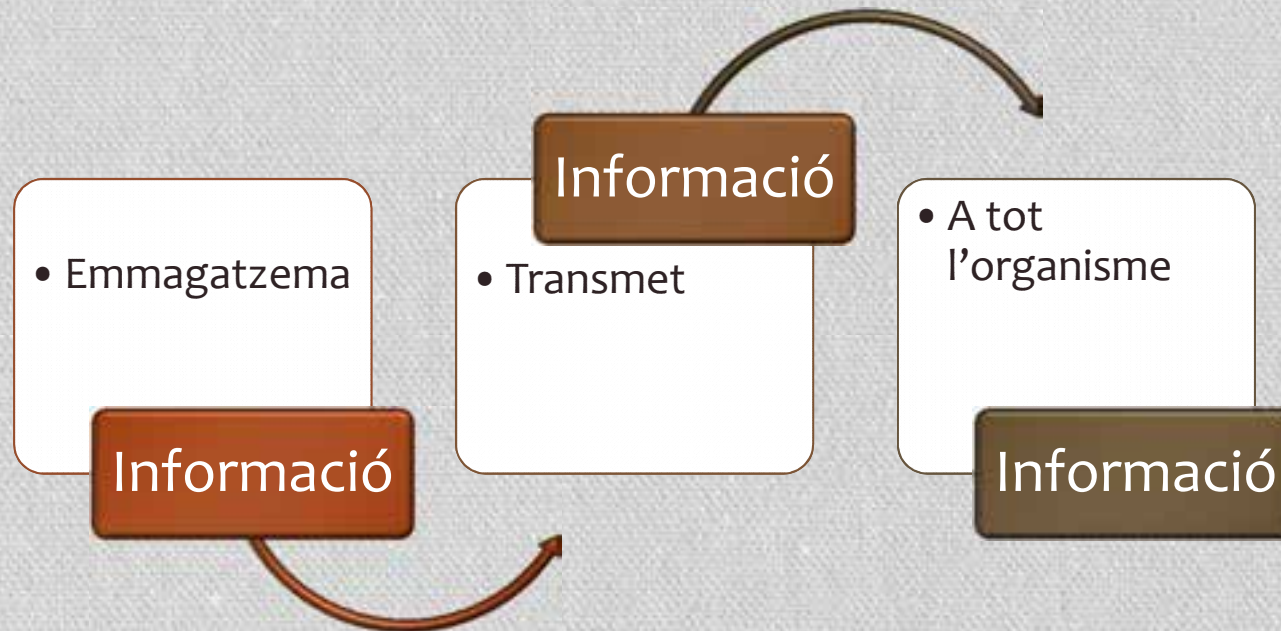 • Emmagatzema
Informació
Informació
• Transmet
• A tot
l’organisme
Informació